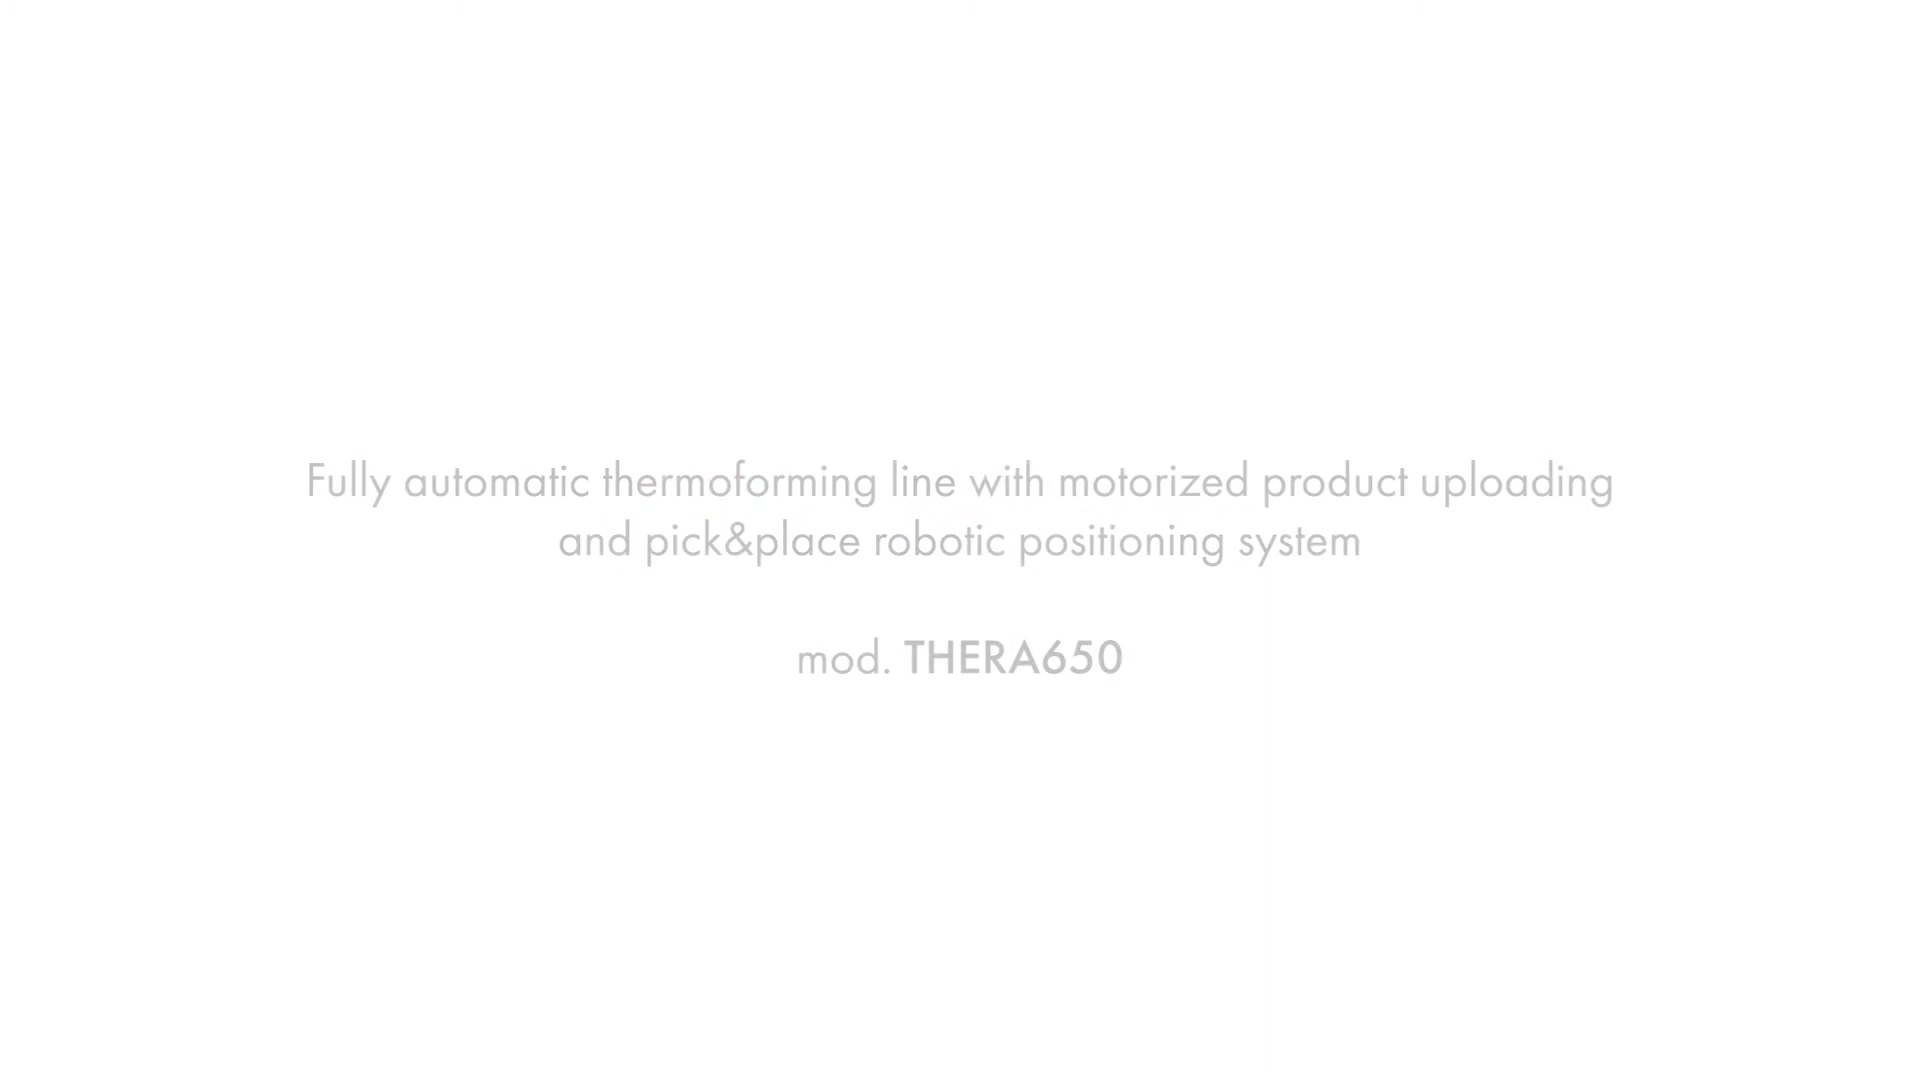 Fully automatic thermoforming line with motorized product uploading
and pick&place robotic positioning system
mod. THERA650